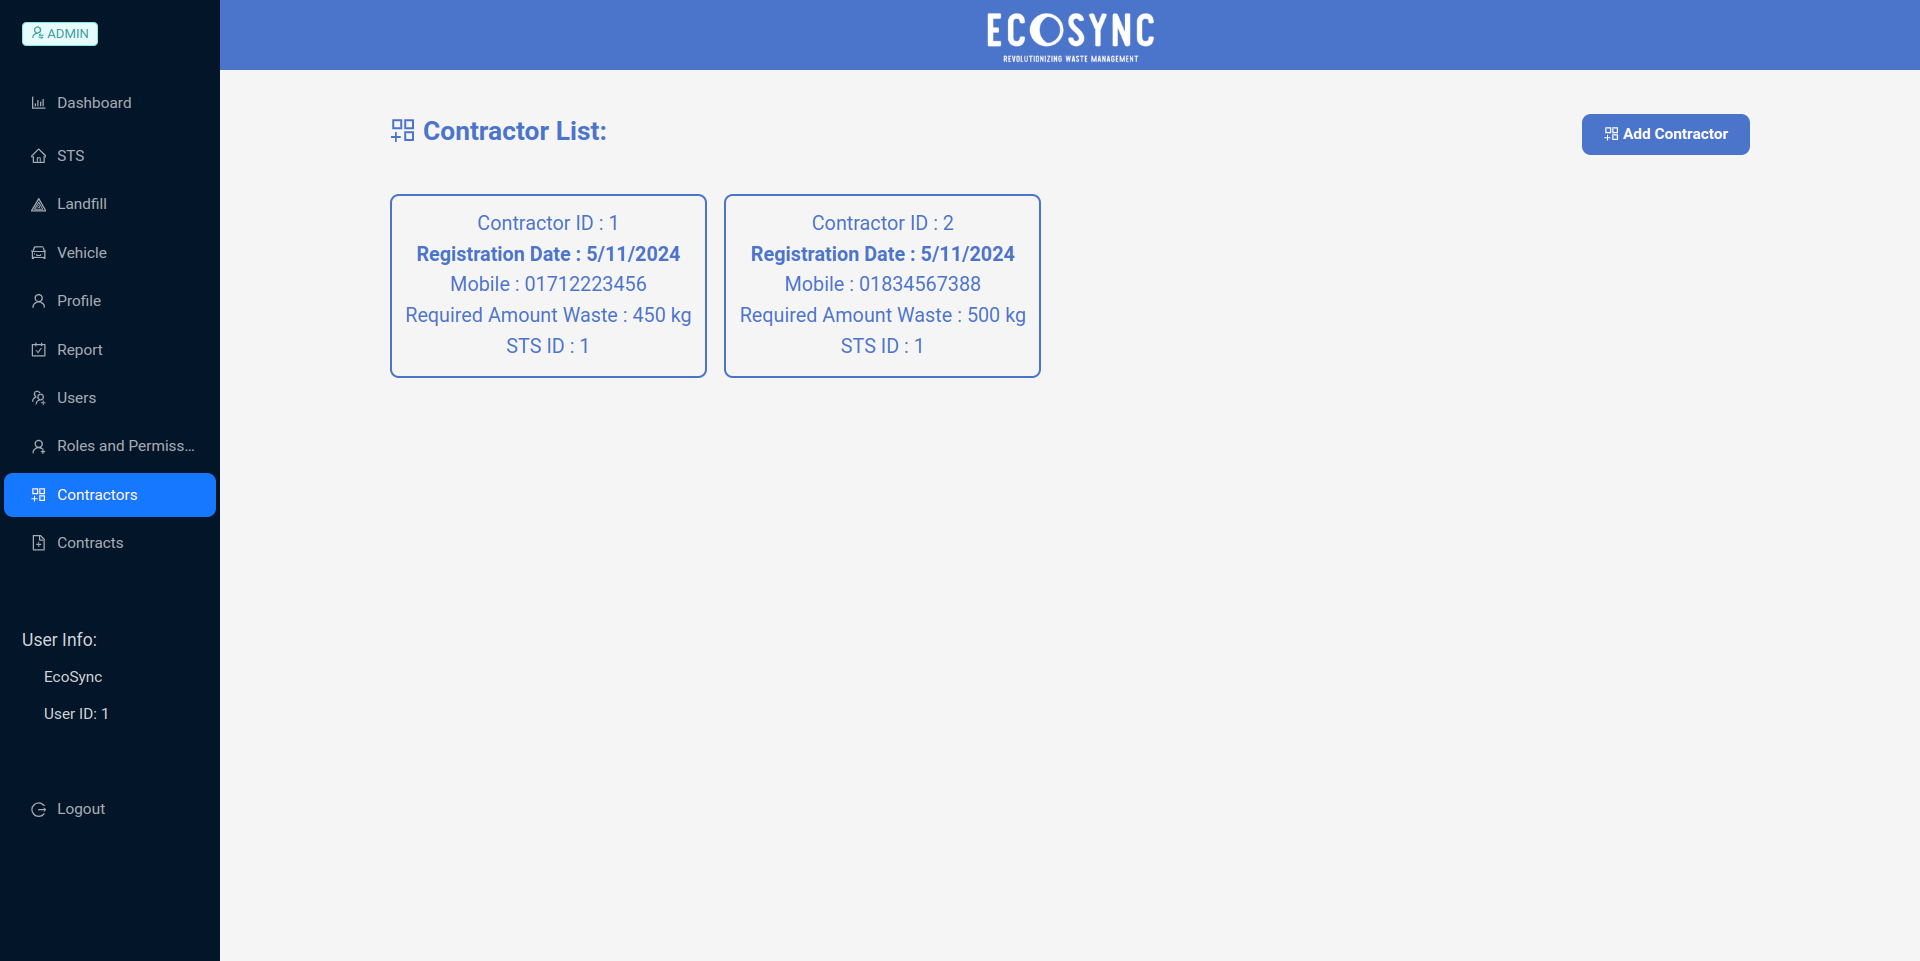 ADMIN
Dashboard
STS
Landfill
Vehicle
Profile
Report
Users
Roles and Permiss...
Contractors
Contracts
User Info:
EcoSync
User ID: 1
Logout
ECOSYNC
REVOLUTIONIZING WASTE MANAGEMENT
Contractor List:
Add Contractor
Contractor ID : 1
Registration Date : 5/11/2024
Mobile : 01712223456
Required Amount Waste : 450 kg
STS ID : 1
Contractor ID : 2
Registration Date : 5/11/2024
Mobile : 01834567388
Required Amount Waste : 500 kg
STS ID : 1